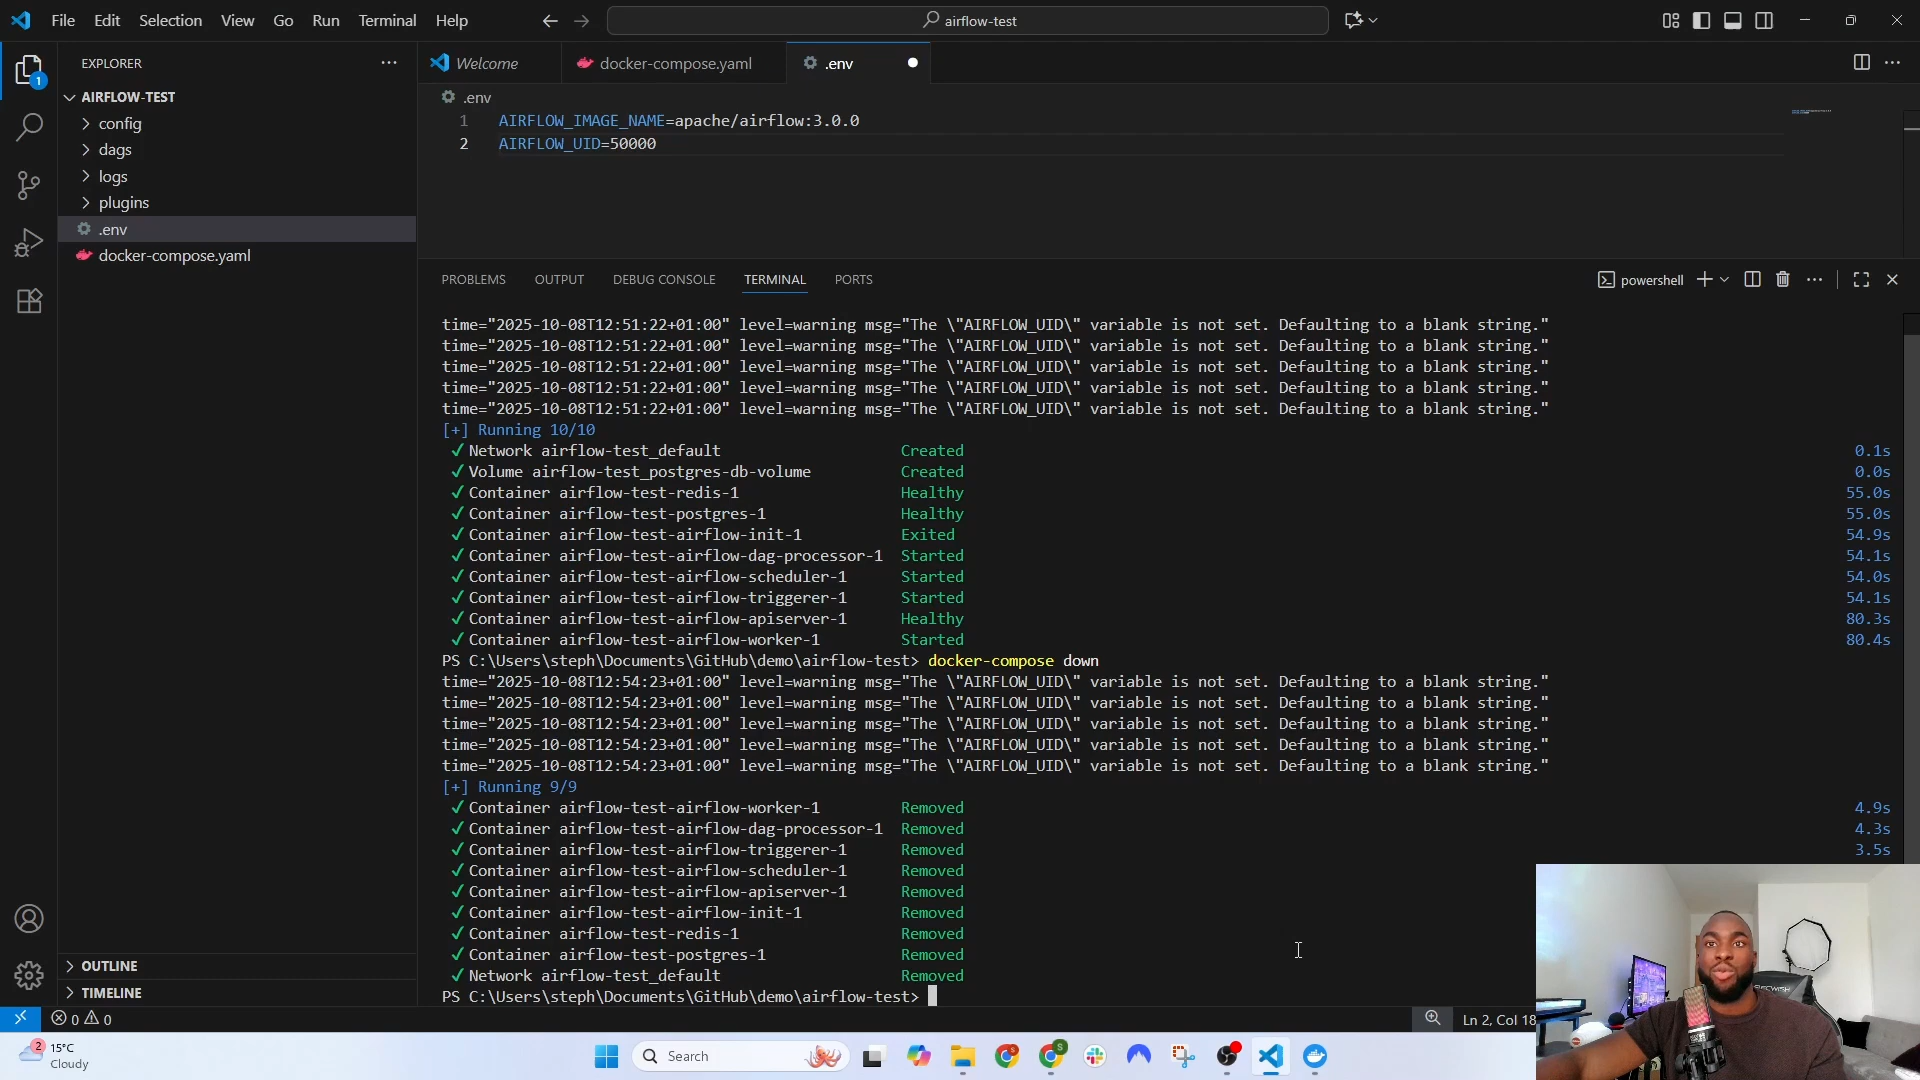 File Edit Selection View Go Run Terminal Help
airflow-test
EXPLORER
1
AIRFLOW-TEST
config
dags
logs
plugins
.env
docker-compose.yaml
OUTLINE
TIMELINE
Welcome
docker-compose.yaml
.env
.env
1 AIRFLOW_IMAGE_NAME=apache/airflow:3.0.0
2 AIRFLOW_UID=50000
PROBLEMS OUTPUT DEBUG CONSOLE TERMINAL PORTS
powershell
time="2025-10-08T12:51:22+01:00" level=warning msg="The \"AIRFLOW_UID\" variable is not set. Defaulting to a blank string."
time="2025-10-08T12:51:22+01:00" level=warning msg="The \"AIRFLOW_UID\" variable is not set. Defaulting to a blank string."
time="2025-10-08T12:51:22+01:00" level=warning msg="The \"AIRFLOW_UID\" variable is not set. Defaulting to a blank string."
time="2025-10-08T12:51:22+01:00" level=warning msg="The \"AIRFLOW_UID\" variable is not set. Defaulting to a blank string."
time="2025-10-08T12:51:22+01:00" level=warning msg="The \"AIRFLOW_UID\" variable is not set. Defaulting to a blank string."
[+] Running 10/10
✓ Network airflow-test_default Created 0.1s
✓ Volume airflow-test_postgres-db-volume Created 0.0s
✓ Container airflow-test-redis-1 Healthy 55.0s
✓ Container airflow-test-postgres-1 Healthy 55.0s
✓ Container airflow-test-airflow-init-1 Exited 54.9s
✓ Container airflow-test-airflow-dag-processor-1 Started 54.1s
✓ Container airflow-test-airflow-scheduler-1 Started 54.0s
✓ Container airflow-test-airflow-triggerer-1 Started 54.1s
✓ Container airflow-test-airflow-apiserver-1 Healthy 80.3s
✓ Container airflow-test-airflow-worker-1 Started 80.4s
PS C:\Users\steph\Documents\GitHub\demo\airflow-test> docker-compose down
time="2025-10-08T12:54:23+01:00" level=warning msg="The \"AIRFLOW_UID\" variable is not set. Defaulting to a blank string."
time="2025-10-08T12:54:23+01:00" level=warning msg="The \"AIRFLOW_UID\" variable is not set. Defaulting to a blank string."
time="2025-10-08T12:54:23+01:00" level=warning msg="The \"AIRFLOW_UID\" variable is not set. Defaulting to a blank string."
time="2025-10-08T12:54:23+01:00" level=warning msg="The \"AIRFLOW_UID\" variable is not set. Defaulting to a blank string."
time="2025-10-08T12:54:23+01:00" level=warning msg="The \"AIRFLOW_UID\" variable is not set. Defaulting to a blank string."
[+] Running 9/9
✓ Container airflow-test-airflow-worker-1 Removed 4.9s
✓ Container airflow-test-airflow-dag-processor-1 Removed 4.3s
✓ Container airflow-test-airflow-triggerer-1 Removed 3.5s
✓ Container airflow-test-airflow-scheduler-1 Removed
✓ Container airflow-test-airflow-apiserver-1 Removed
✓ Container airflow-test-airflow-init-1 Removed
✓ Container airflow-test-redis-1 Removed
✓ Container airflow-test-postgres-1 Removed
✓ Network airflow-test_default Removed
PS C:\Users\steph\Documents\GitHub\demo\airflow-test>
0 0
Ln 2, Col 18
2
15°C
Cloudy
Search